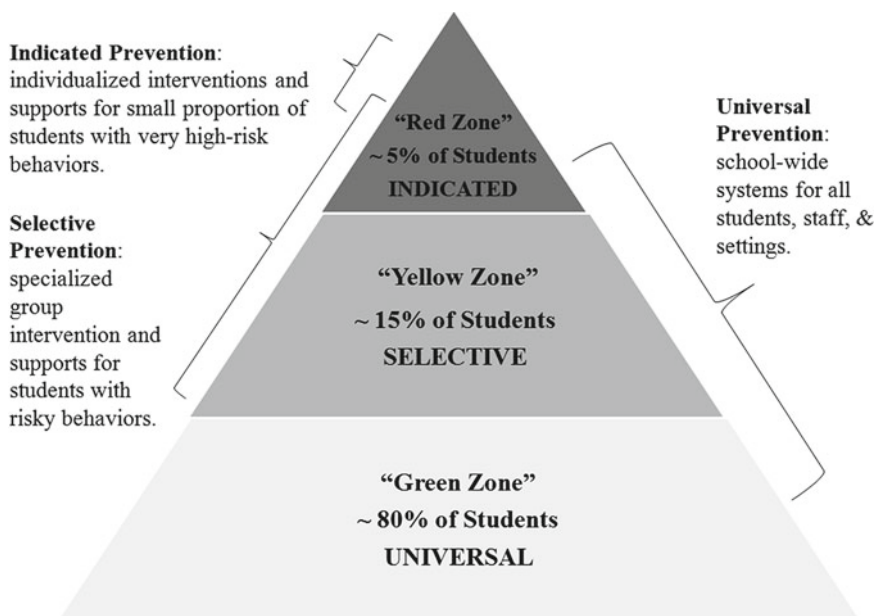 Indicated Prevention:
individualized interventions and
supports for small proportion of
students with very high-risk
behaviors.
Selective
Prevention:
specialized
group
intervention and
supports for
students with
risky behaviors.
“Red Zone”
~ 5% of Students
INDICATED
“Yellow Zone”
~ 15% of Students
SELECTIVE
“Green Zone”
~ 80% of Students
UNIVERSAL
Universal
Prevention:
school-wide
systems for all
students, staff, &
settings.